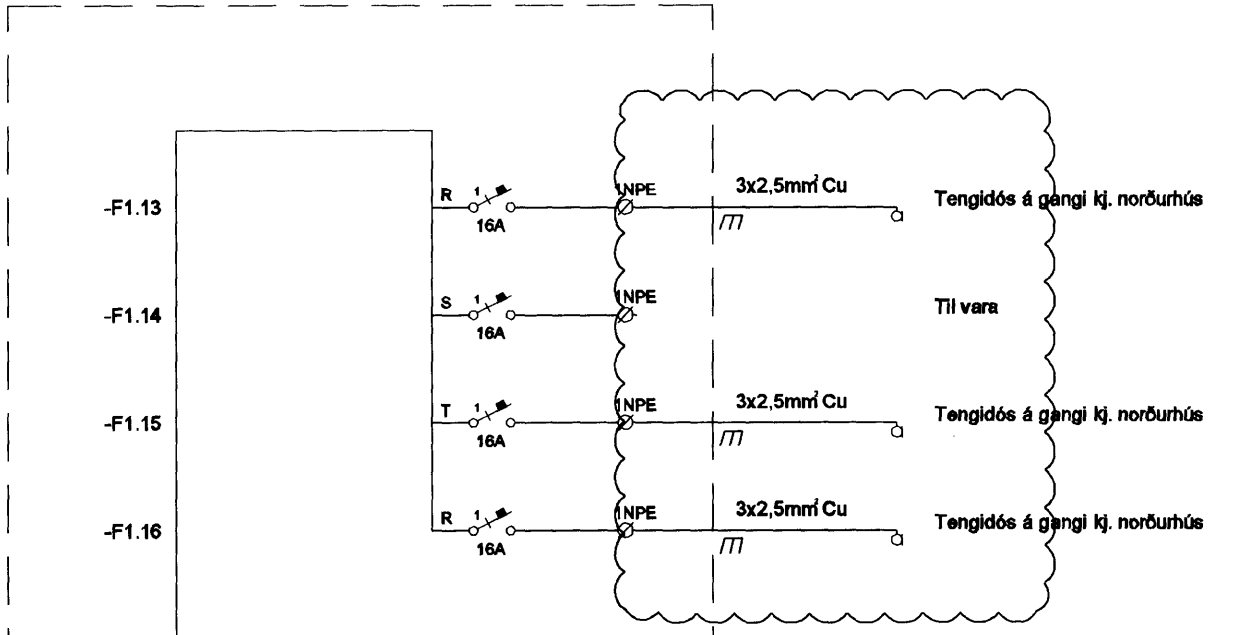 -F1.13 R 1 16A 1NPE 3x2,5mm² Cu Tengidós á gangi kj. norðurhús
-F1.14 S 1 16A 1NPE Til vara
-F1.15 T 1 16A 1NPE 3x2,5mm² Cu Tengidós á gangi kj. norðurhús
-F1.16 R 1 16A 1NPE 3x2,5mm² Cu Tengidós á gangi kj. norðurhús